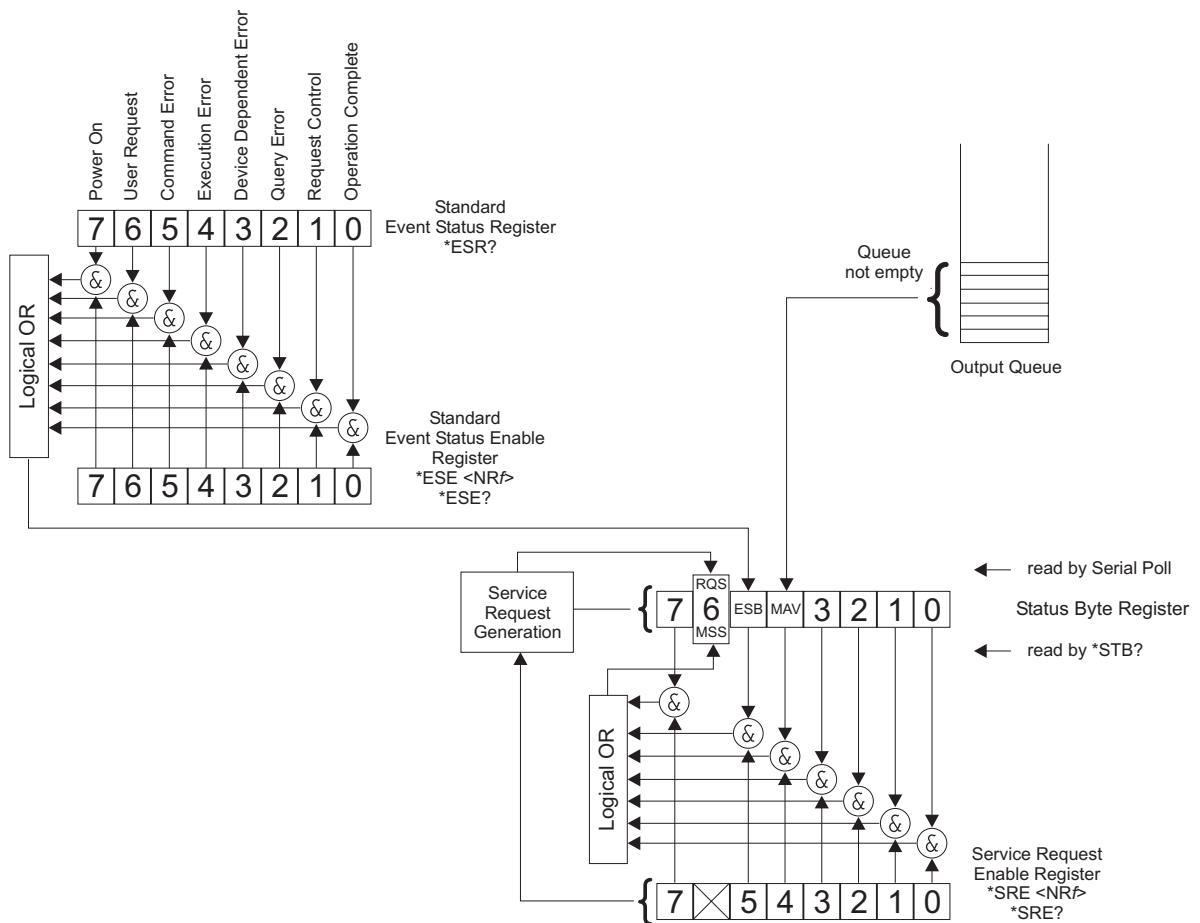 Power On
User Request
Command Error
Execution Error
Device Dependent Error
Query Error
Request Control
Operation Complete
7 6 5 4 3 2 1 0
Standard
Event Status Register
*ESR?
& & & & & & & &
Logical OR
Queue
not empty
Output Queue
Standard
Event Status Enable
Register
*ESE <NRf>
*ESE?
7 6 5 4 3 2 1 0
Service
Request
Generation
RQS
7 6 ESB MAV 3 2 1 0
MSS
read by Serial Poll
Status Byte Register
read by *STB?
& & & & & & &
Logical OR
Service Request
Enable Register
*SRE <NRf>
*SRE?
7 5 4 3 2 1 0